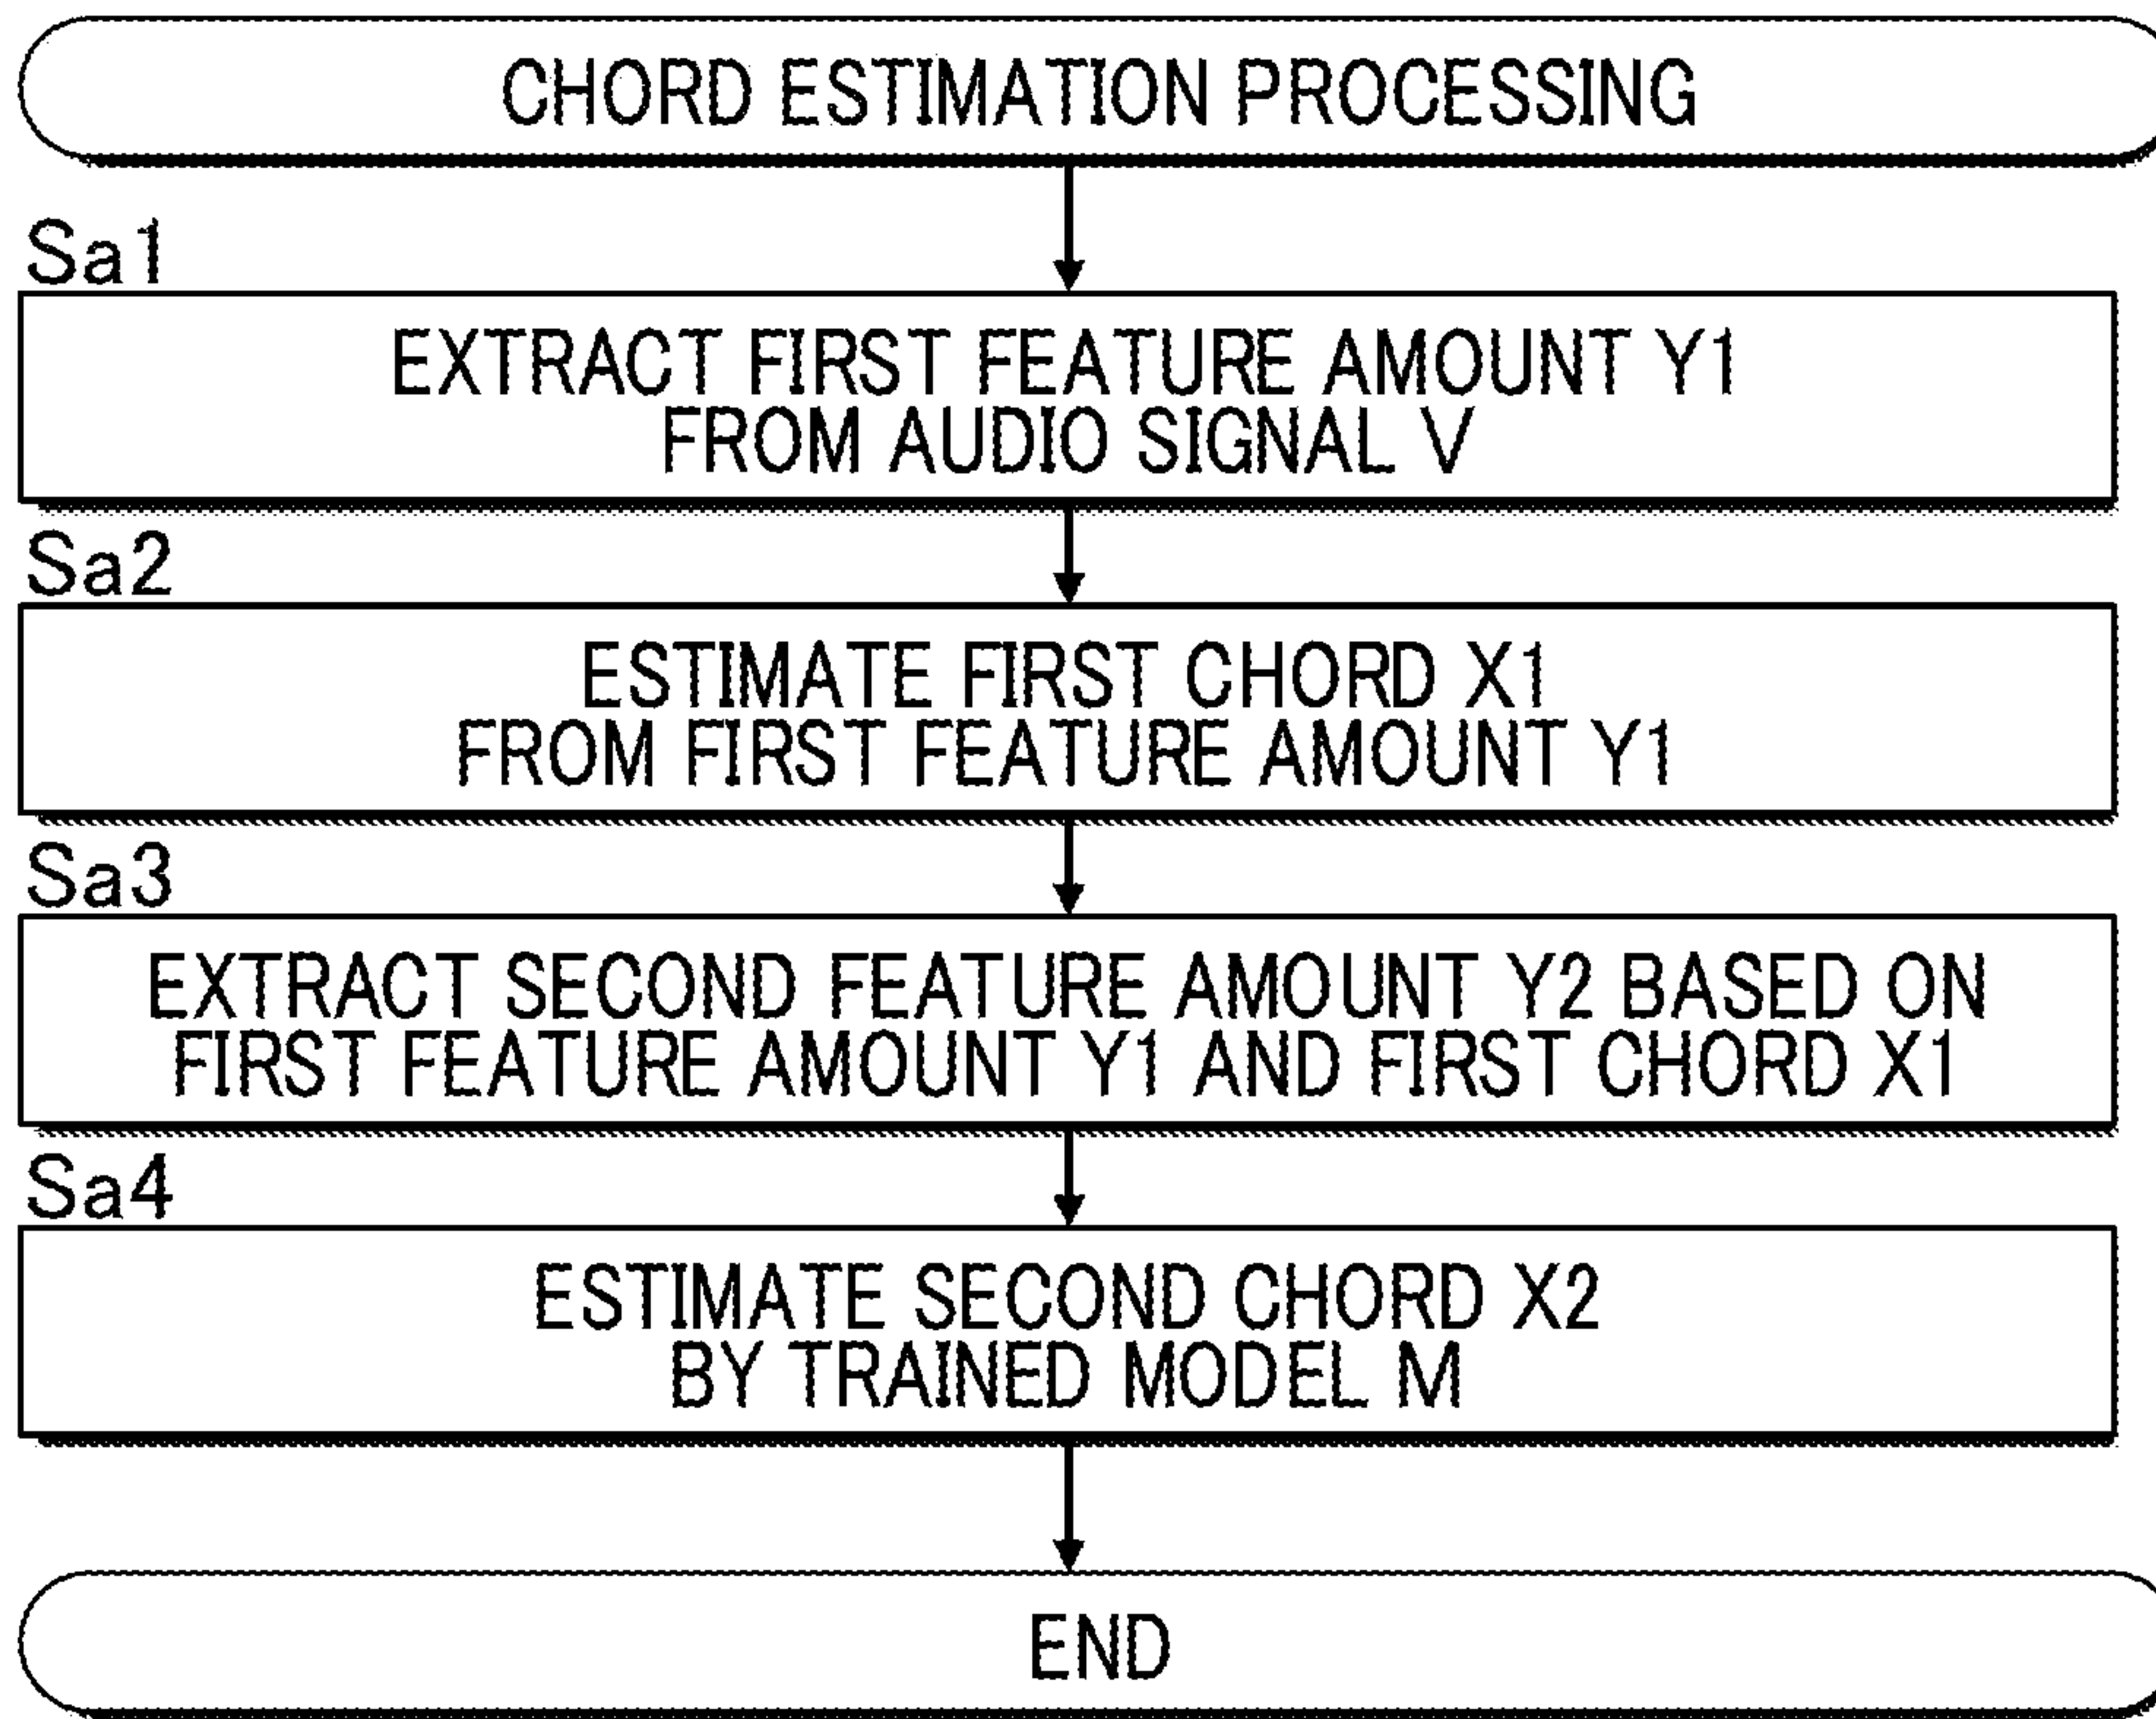 CHORD ESTIMATION PROCESSING
Sa1
EXTRACT FIRST FEATURE AMOUNT Y1
FROM AUDIO SIGNAL V
Sa2
ESTIMATE FIRST CHORD X1
FROM FIRST FEATURE AMOUNT Y1
Sa3
EXTRACT SECOND FEATURE AMOUNT Y2 BASED ON
FIRST FEATURE AMOUNT Y1 AND FIRST CHORD X1
Sa4
ESTIMATE SECOND CHORD X2
BY TRAINED MODEL M
END